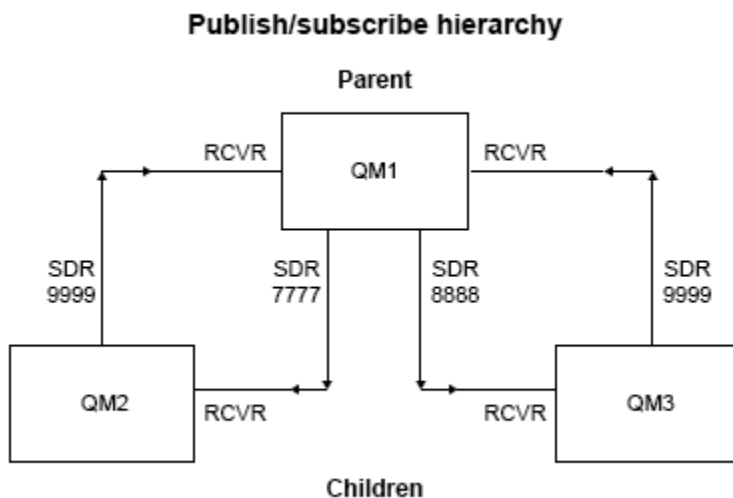 Publish/subscribe hierarchy
Parent
RCVR
QM1
RCVR
SDR
9999
SDR
7777
SDR
8888
SDR
9999
QM2
RCVR
RCVR
QM3
Children